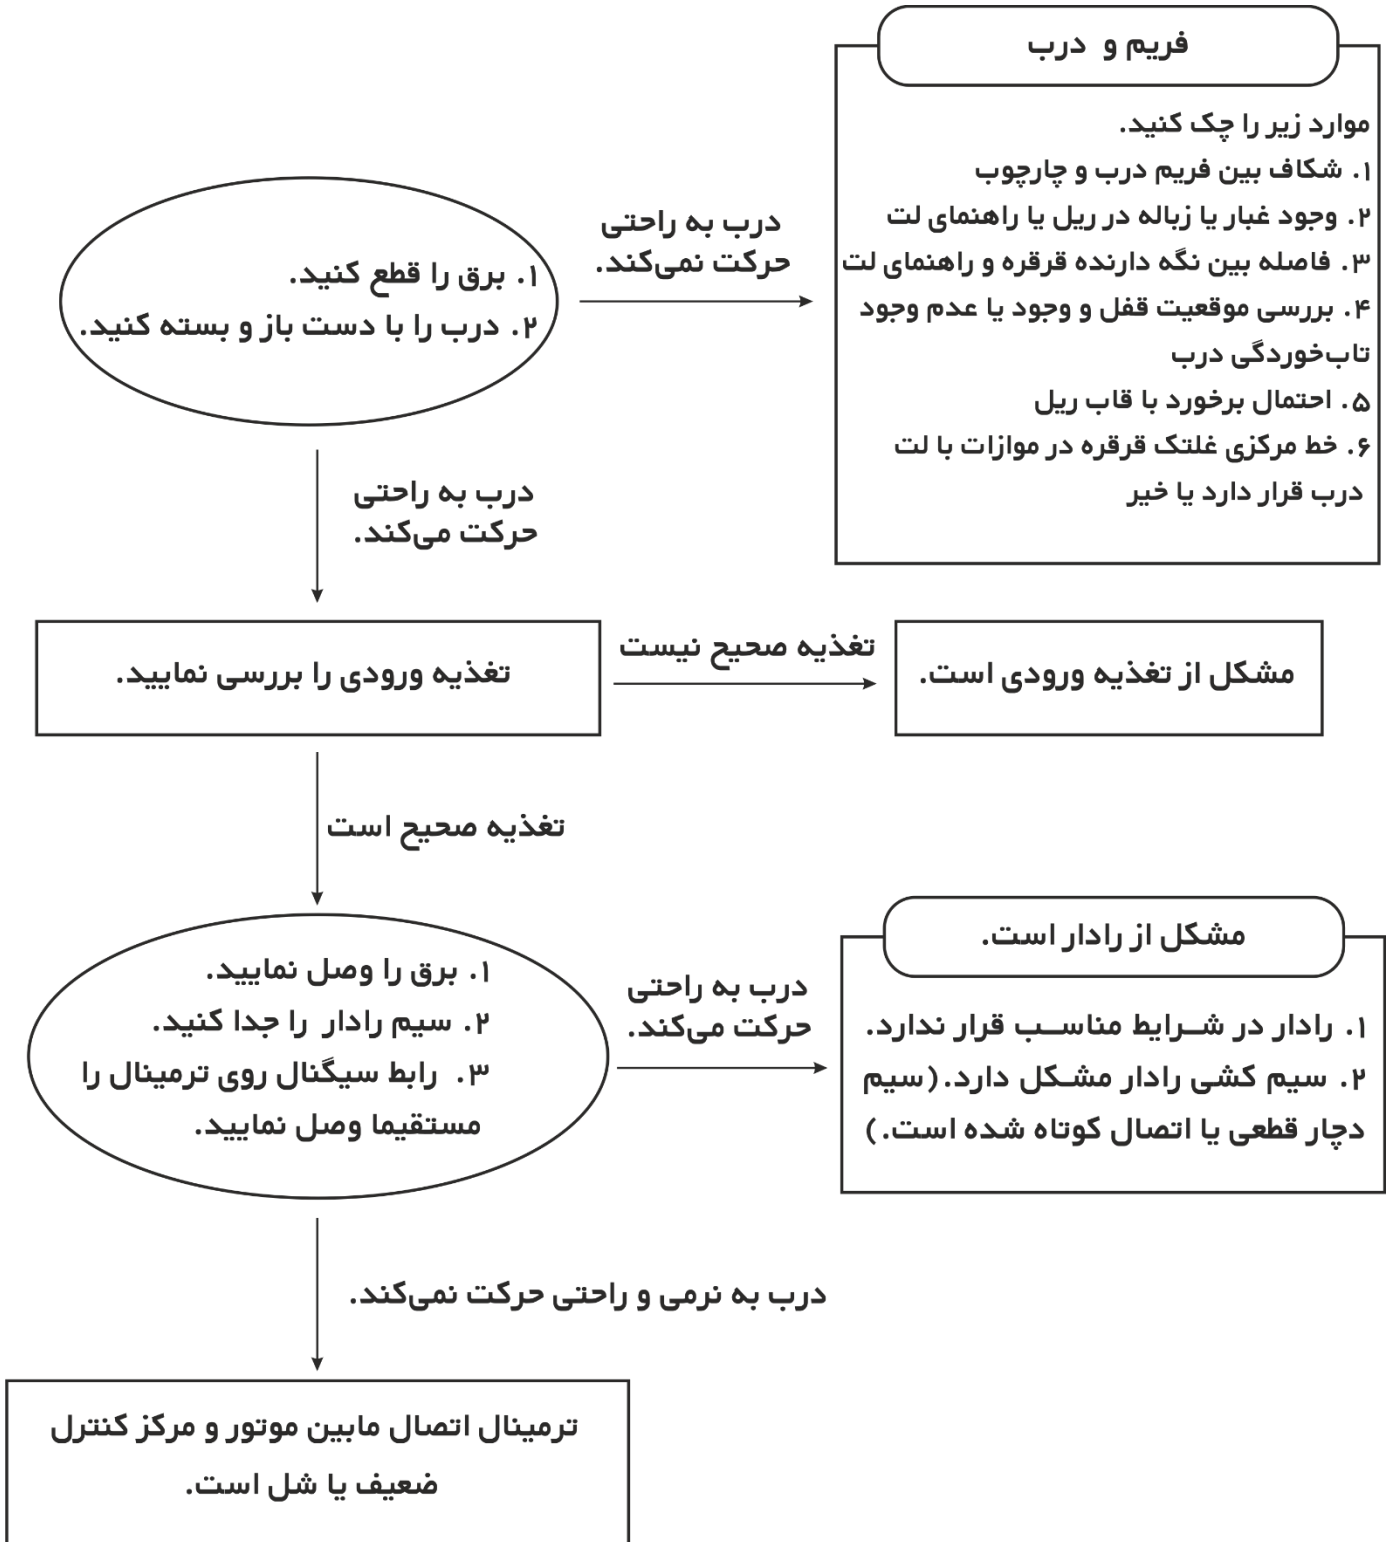 فریم و درب
موارد زیر را چک کنید.
۱. شکاف بین فریم درب و چارچوب
۲. وجود غبار یا زباله در ریل یا راهنمای لت
۳. فاصله بین نگه دارنده قرقره و راهنمای لت
۴. بررسی موقعیت قفل و وجود یا عدم وجود
تاب‌خوردگی درب
۵. احتمال برخورد با قاب ریل
۶. خط مرکزی غلتک قرقره در موازات با لت
درب قرار دارد یا خیر
درب به راحتی
حرکت نمی‌کند.
۱. برق را قطع کنید.
۲. درب را با دست باز و بسته کنید.
درب به راحتی
حرکت می‌کند.
تغذیه ورودی را بررسی نمایید.
تغذیه صحیح نیست
مشکل از تغذیه ورودی است.
تغذیه صحیح است
۱. برق را وصل نمایید.
۲. سیم رادار را جدا کنید.
۳. رابط سیگنال روی ترمینال را
مستقیما وصل نمایید.
درب به راحتی
حرکت می‌کند.
مشکل از رادار است.
۱. رادار در شرایط مناسب قرار ندارد.
۲. سیم کشی رادار مشکل دارد.(سیم
دچار قطعی یا اتصال کوتاه شده است.)
درب به نرمی و راحتی حرکت نمی‌کند.
ترمینال اتصال مابین موتور و مرکز کنترل
ضعیف یا شل است.